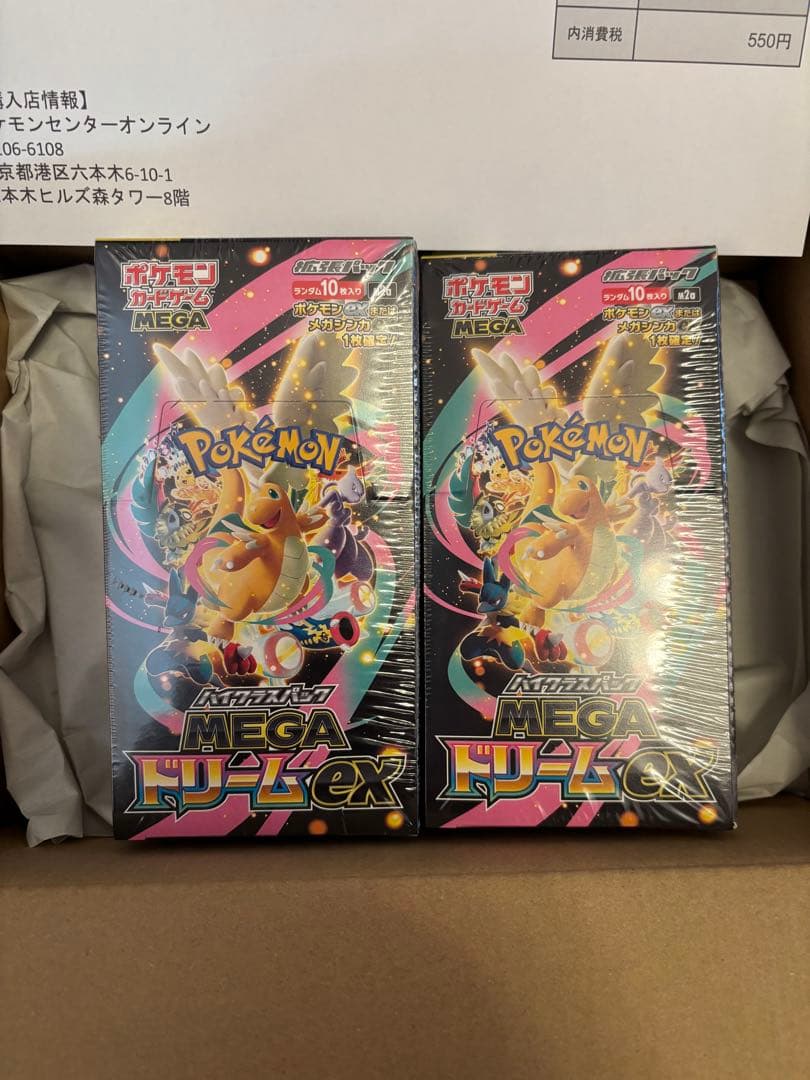 内消費税
550円
購入店情報】
ケモンセンターオンライン
106-6108
京都港区六本木6-10-1
本木ヒルズ森タワー8階
ポケモン
カードゲーム
MEGA
拡張パック
ランダム10枚入り
M2a
ポケモンexまたは
メガシンカex
1枚確定!
POKéMON
ハイクラスパック
MEGA
ドリームex
ポケモン
カードゲーム
MEGA
拡張パック
ランダム10枚入り
M2a
ポケモンexまたは
メガシンカ
1枚確定!
POKéMON
ハイクラスパック
MEGA
ドリームex